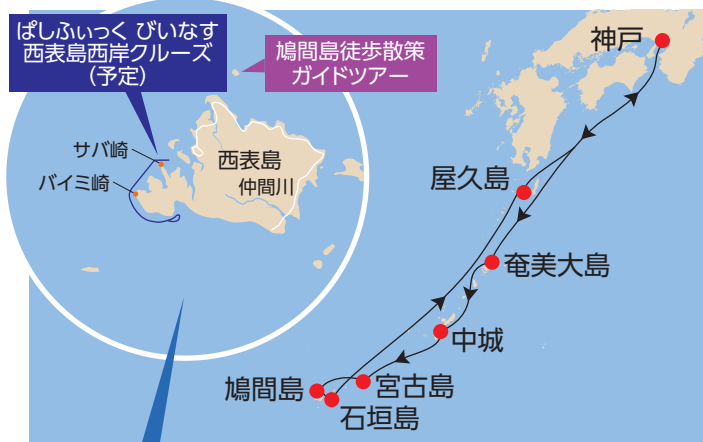 ぱしふぃっく びいなす
西表島西岸クルーズ
(予定)
鳩間島徒歩散策
ガイドツアー
神戸
サバ崎
西表島
バイミ崎
仲間川
屋久島
奄美大島
中城
鳩間島
宮古島
石垣島